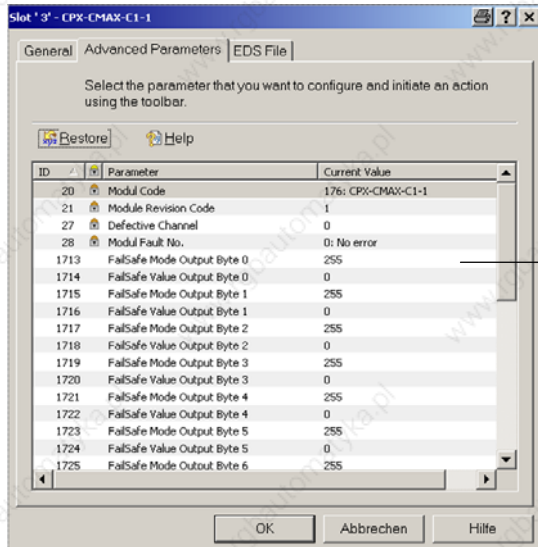 Slot ' 3' - CPX-CMAX-C1-1
General Advanced Parameters EDS File
Select the parameter that you want to configure and initiate an action
using the toolbar.
Restore Help
ID Parameter Current Value
20 Modul Code 176: CPX-CMAX-C1-1
21 Module Revision Code 1
27 Defective Channel 0
28 Modul Fault No. 0: No error
1713 FailSafe Mode Output Byte 0 255
1714 FailSafe Value Output Byte 0 0
1715 FailSafe Mode Output Byte 1 255
1716 FailSafe Value Output Byte 1 0
1717 FailSafe Mode Output Byte 2 255
1718 FailSafe Value Output Byte 2 0
1719 FailSafe Mode Output Byte 3 255
1720 FailSafe Value Output Byte 3 0
1721 FailSafe Mode Output Byte 4 255
1722 FailSafe Value Output Byte 4 0
1723 FailSafe Mode Output Byte 5 255
1724 FailSafe Value Output Byte 5 0
1725 FailSafe Mode Output Byte 6 255
OK Abbrechen Hilfe